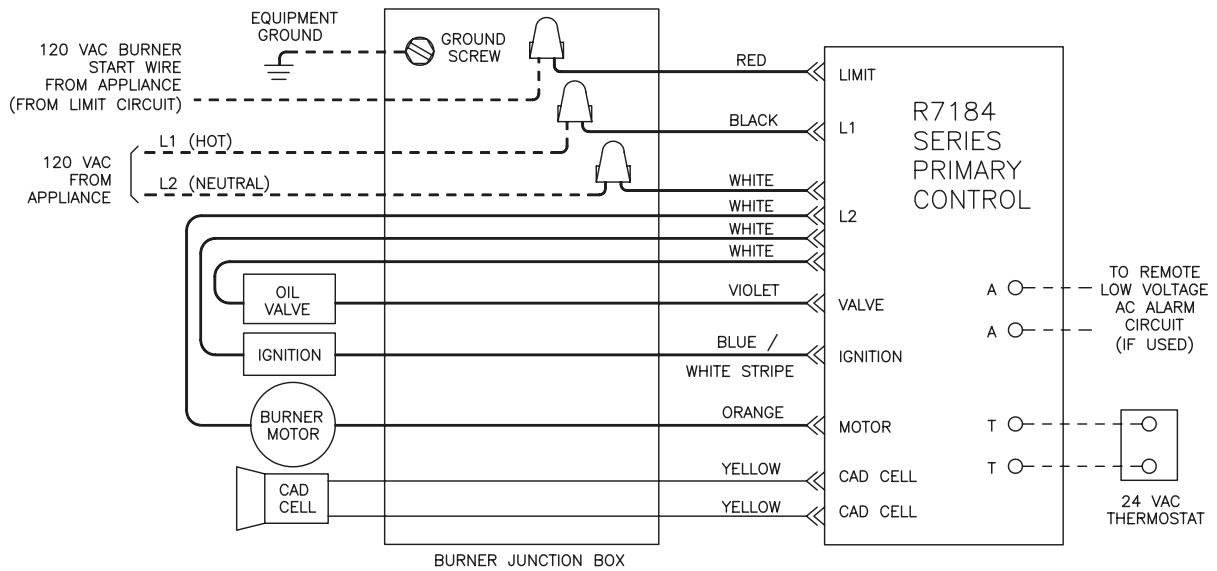 EQUIPMENT
GROUND
120 VAC BURNER
START WIRE
FROM APPLIANCE
(FROM LIMIT CIRCUIT)
GROUND
SCREW
RED
LIMIT
R7184
SERIES
PRIMARY
CONTROL
BLACK
L1
L1 (HOT)
120 VAC
FROM
APPLIANCE
L2 (NEUTRAL)
WHITE
WHITE
L2
WHITE
WHITE
OIL
VALVE
VIOLET
VALVE
A
A
TO REMOTE
LOW VOLTAGE
AC ALARM
CIRCUIT
(IF USED)
IGNITION
BLUE /
WHITE STRIPE
IGNITION
BURNER
MOTOR
ORANGE
MOTOR
T
T
CAD
CELL
YELLOW
CAD CELL
YELLOW
CAD CELL
24 VAC
THERMOSTAT
BURNER JUNCTION BOX